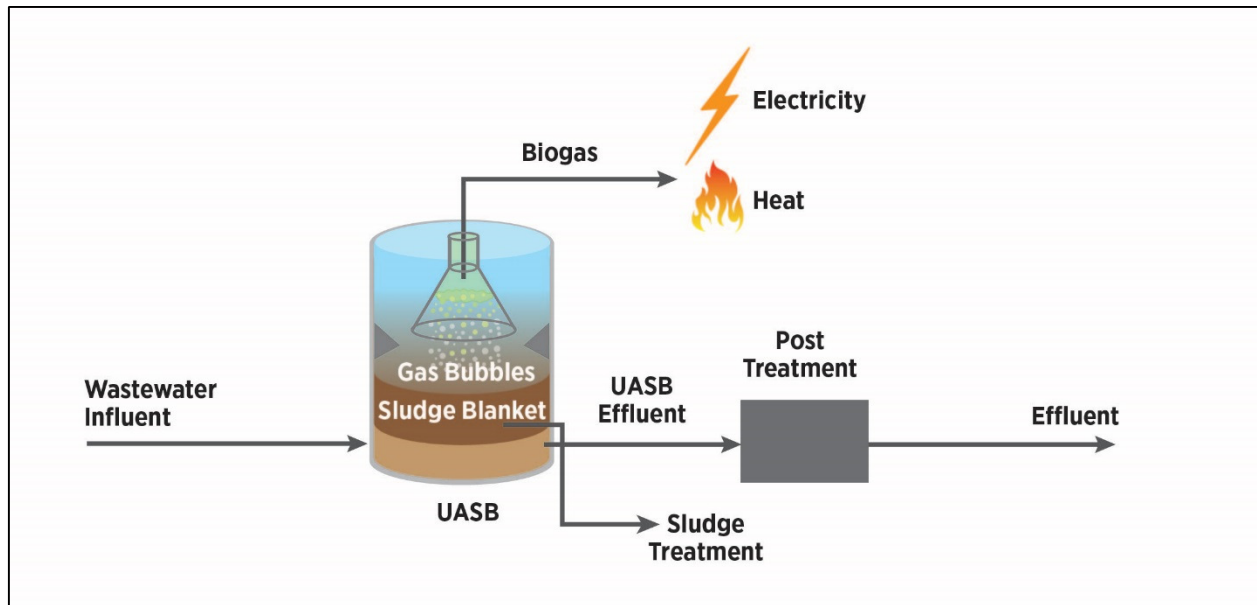 Electricity
Biogas
Heat
Post
Treatment
Gas Bubbles
Wastewater
Influent
Sludge Blanket
UASB
Effluent
Effluent
UASB
Sludge
Treatment